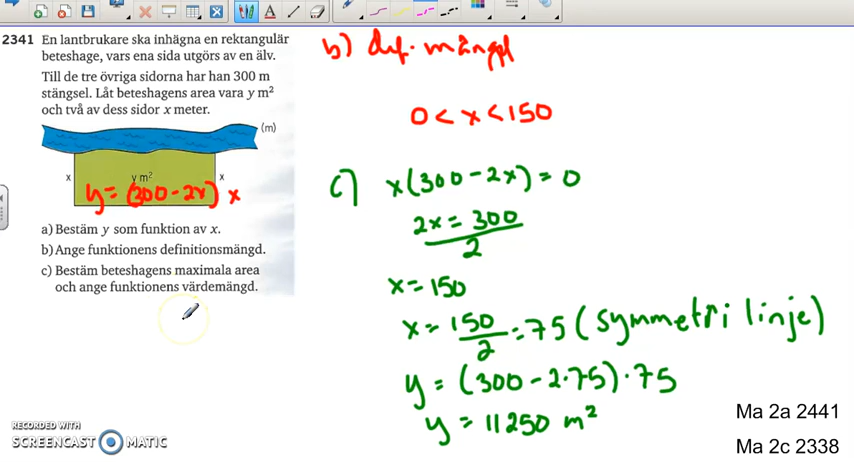 2341 En lantbrukare ska inhägna en rektangulär
beteshage, vars ena sida utgörs av en älv.
Till de tre övriga sidorna har han 300 m
stängsel. Låt beteshagens area vara y m²
och två av dess sidor x meter.
(m)
x y m² x
y = (300 - 2x) x
a) Bestäm y som funktion av x.
b) Ange funktionens definitionsmängd.
c) Bestäm beteshagens maximala area
och ange funktionens värdemängd.
b) def. mängd
0 < x < 150
c) x(300 - 2x) = 0
2x = 300
2
x = 150
x = 150/2 = 75 (symmetri linje)
y = (300 - 2·75)·75
y = 11250 m²
Ma 2a 2441
Ma 2c 2338
RECORDED WITH
SCREENCAST MATIC